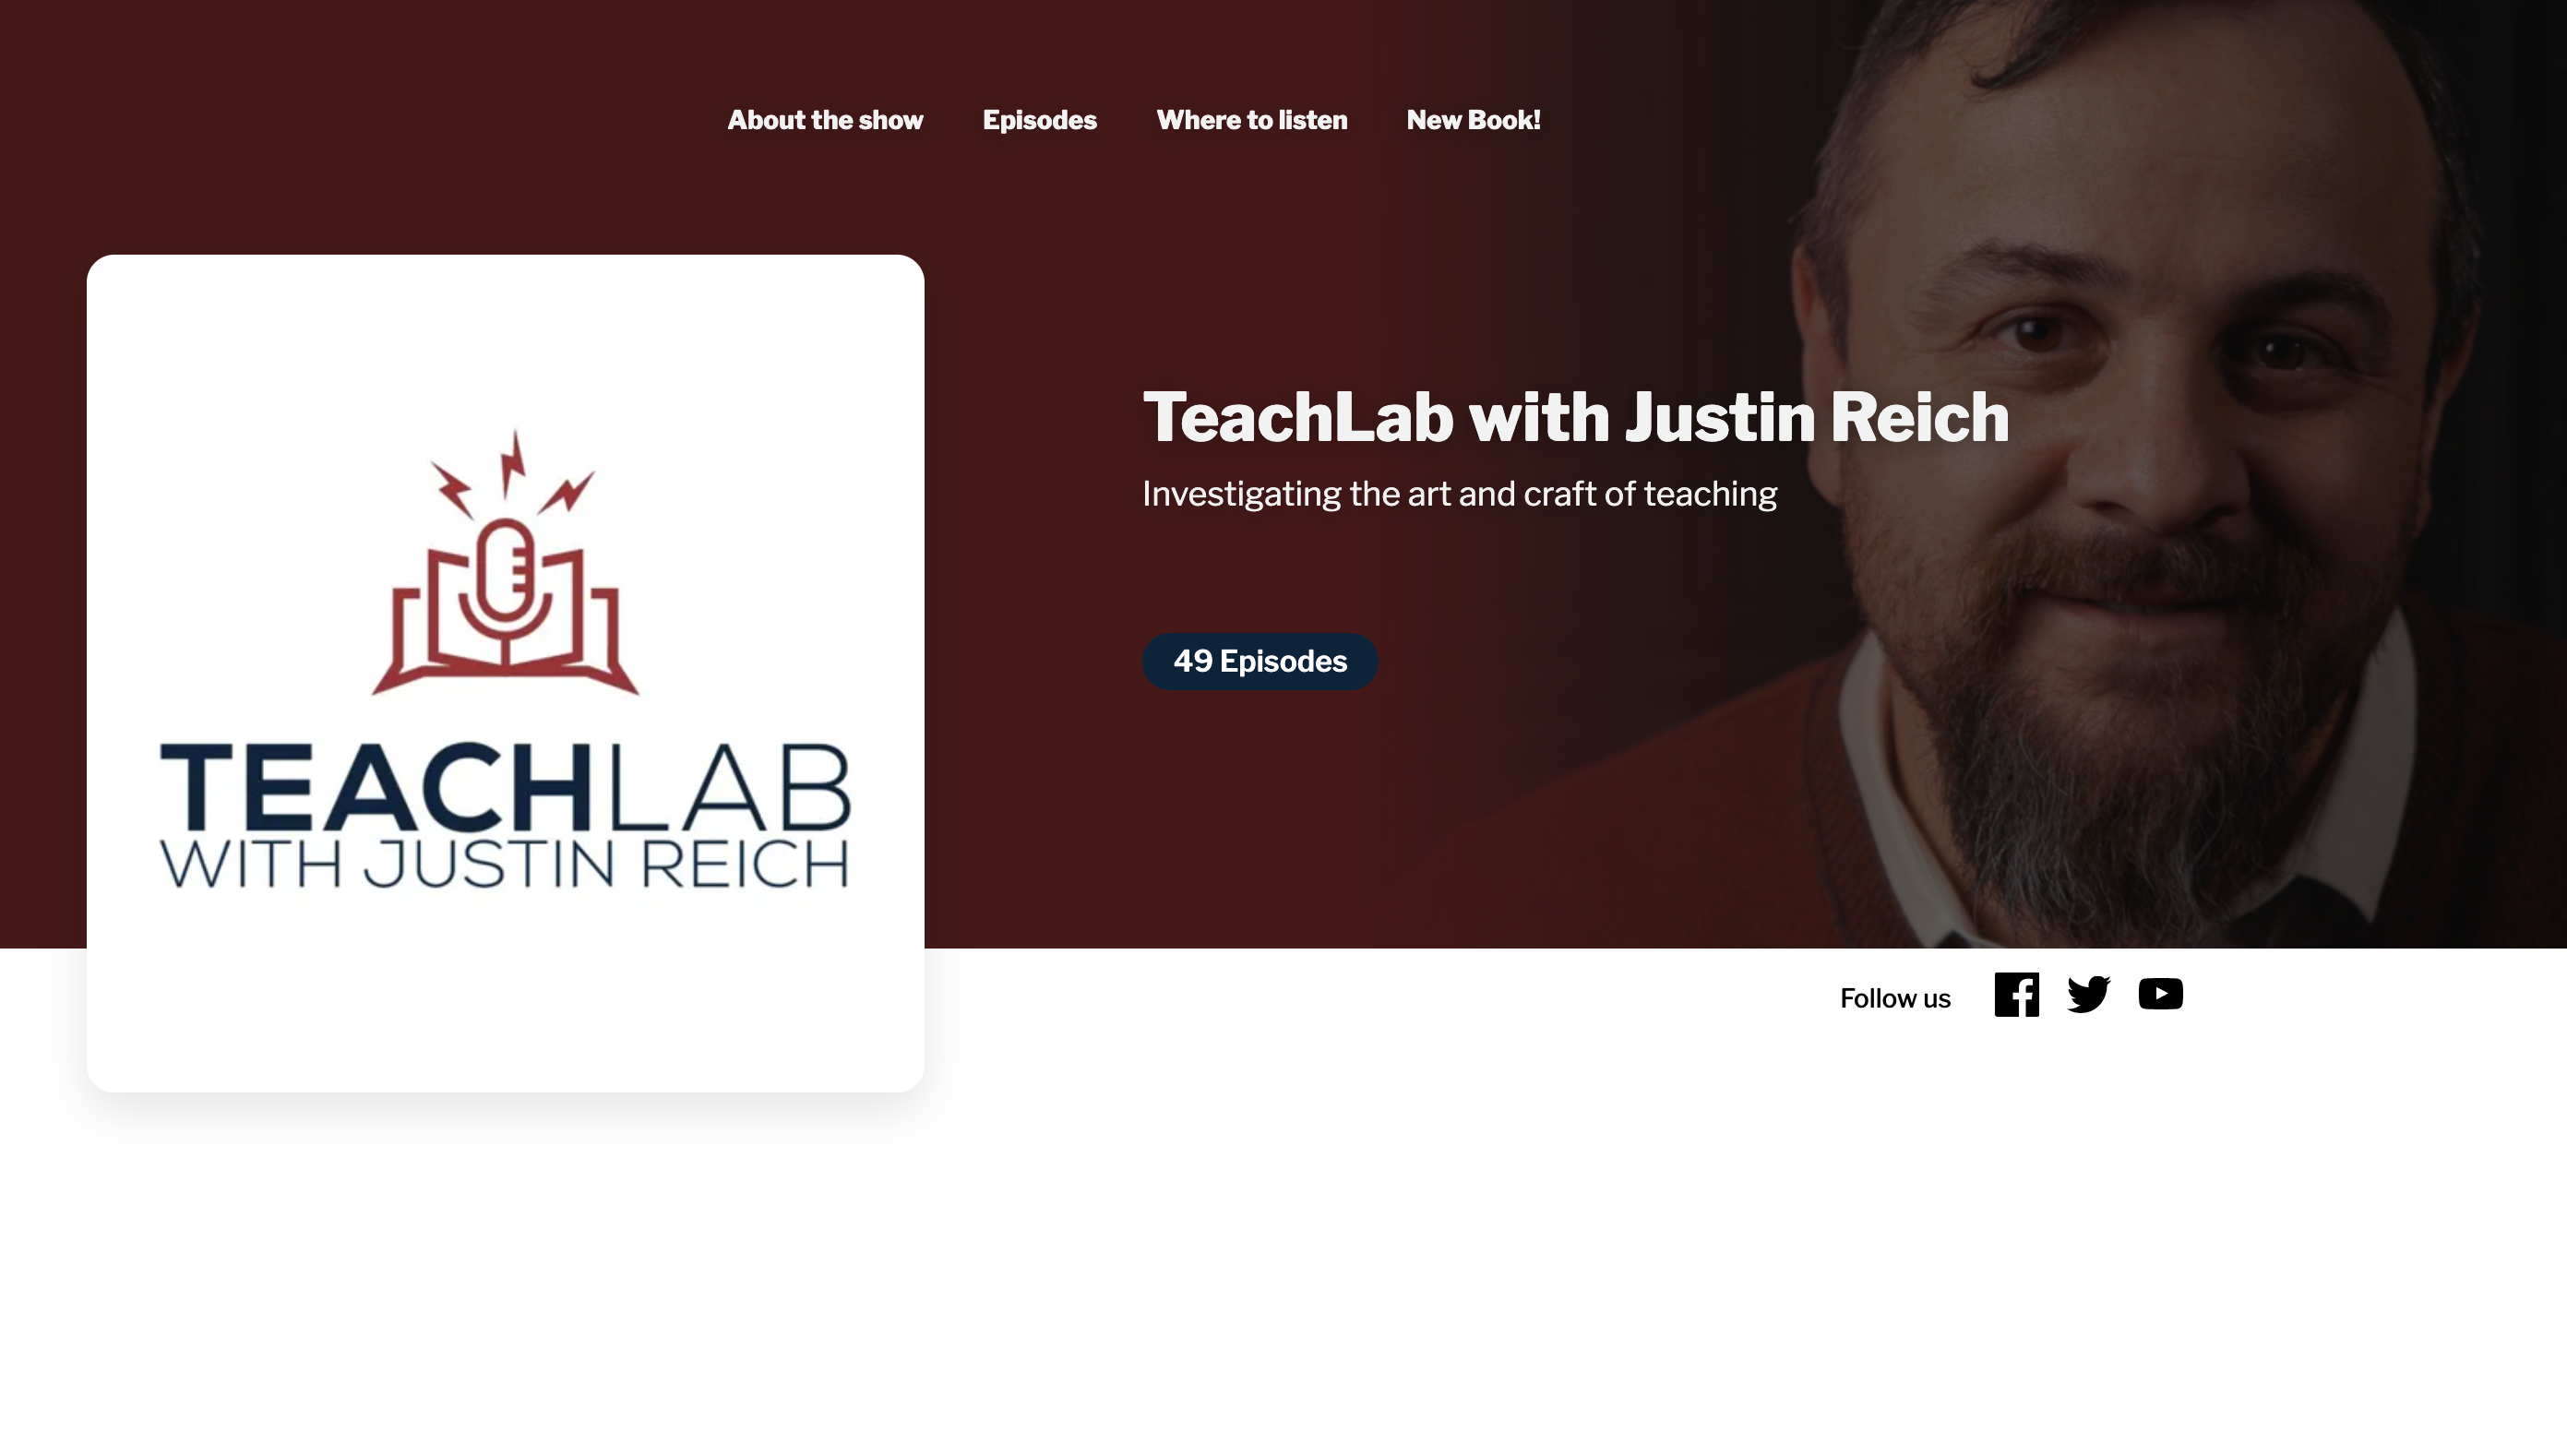 About the show
Episodes
Where to listen
New Book!
TEACHLAB
WITH JUSTIN REICH
TeachLab with Justin Reich
Investigating the art and craft of teaching
49 Episodes
Follow us